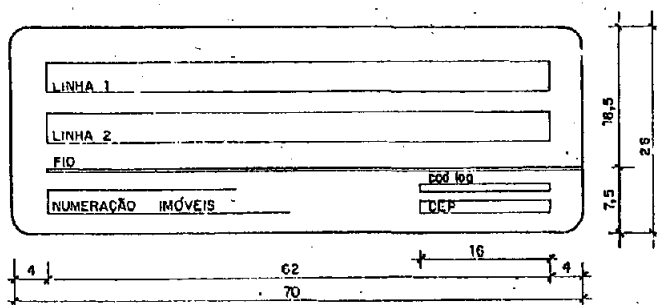 LINHA 1
LINHA 2
FIO
cod log
NUMERAÇÃO IMÓVEIS
CEP
18,5
26
7,5
16
4
62
4
70